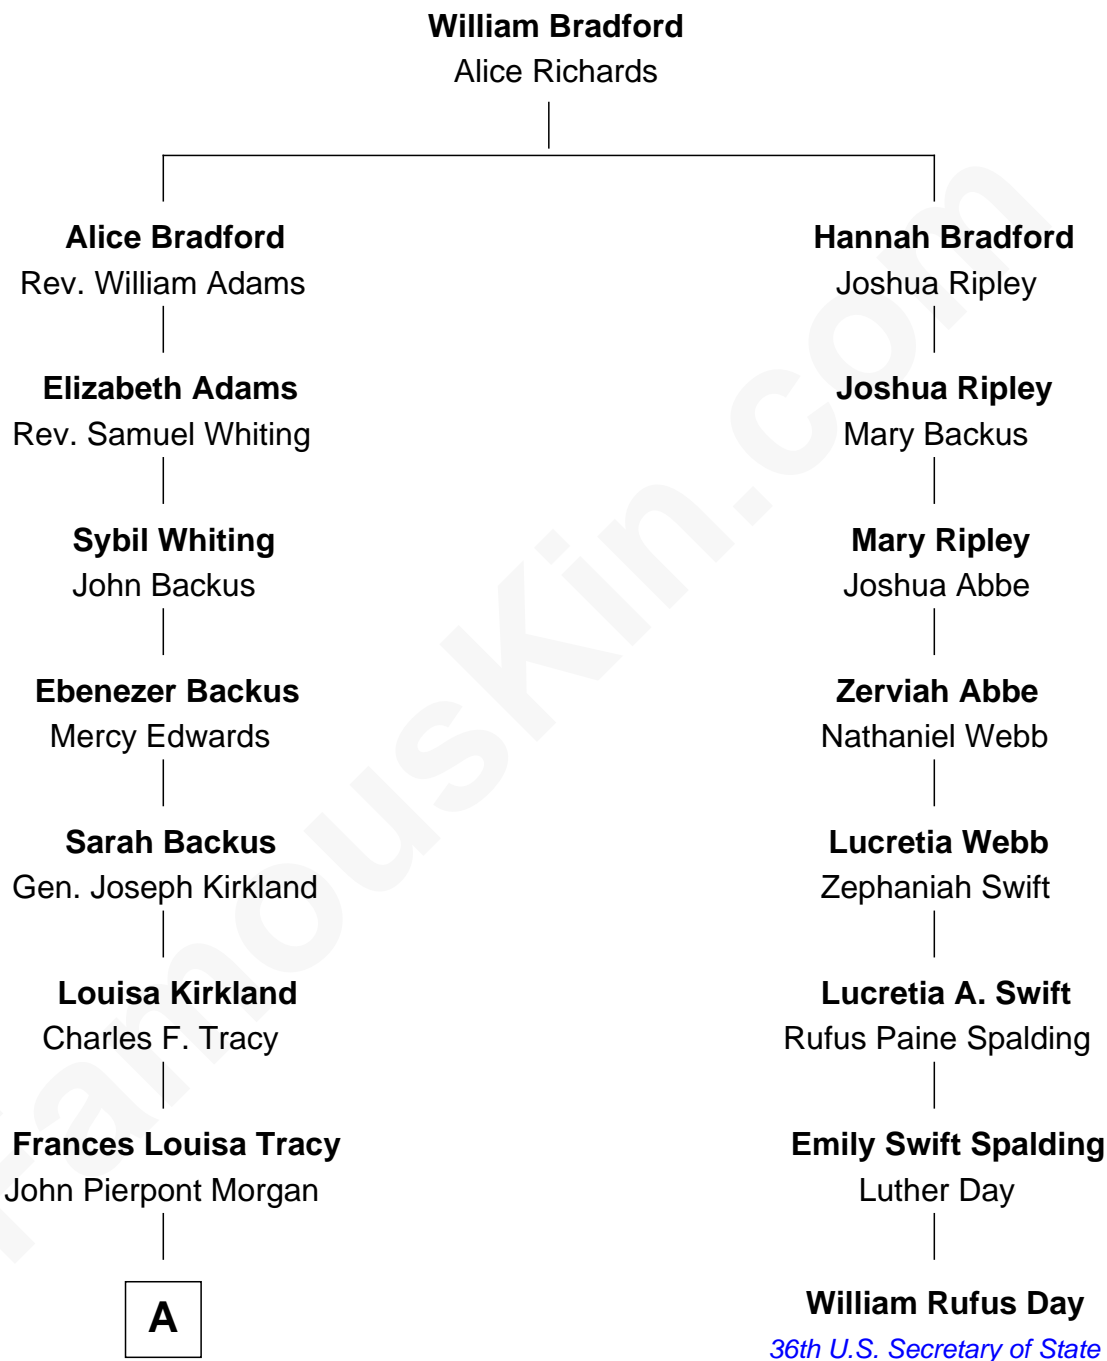 William Bradford
Alice Richards
Alice Bradford
Rev. William Adams
Hannah Bradford
Joshua Ripley
Elizabeth Adams
Rev. Samuel Whiting
Joshua Ripley
Mary Backus
Sybil Whiting
John Backus
Mary Ripley
Joshua Abbe
Ebenezer Backus
Mercy Edwards
Zerviah Abbe
Nathaniel Webb
Sarah Backus
Gen. Joseph Kirkland
Lucretia Webb
Zephaniah Swift
Louisa Kirkland
Charles F. Tracy
Lucretia A. Swift
Rufus Paine Spalding
Frances Louisa Tracy
John Pierpont Morgan
Emily Swift Spalding
Luther Day
A
William Rufus Day
36th U.S. Secretary of State
FamousKin.com